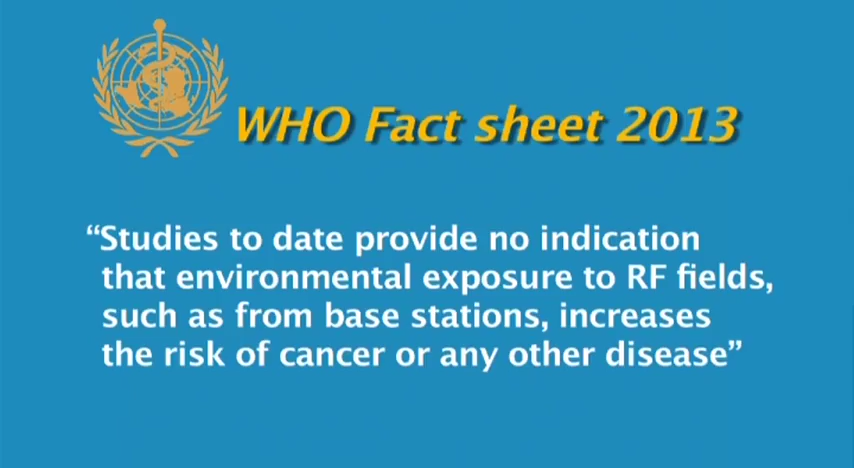 WHO Fact sheet 2013
“Studies to date provide no indication
that environmental exposure to RF fields,
such as from base stations, increases
the risk of cancer or any other disease”